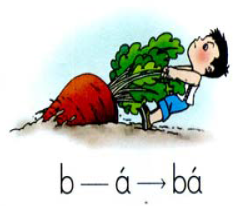 b — á → bá